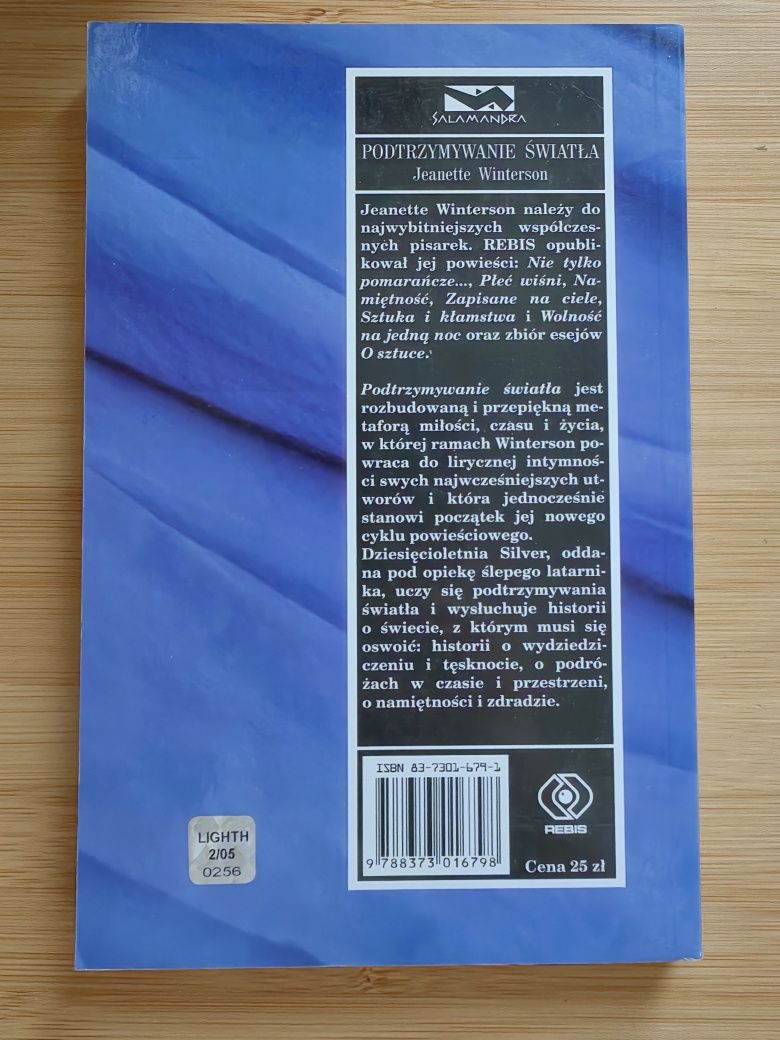 SALAMANDRA
PODTRZYMYWANIE ŚWIATŁA
Jeanette Winterson
Jeanette Winterson należy do
najwybitniejszych współczes-
nych pisarek. REBIS opubli-
kował jej powieści: Nie tylko
pomarańcze..., Płeć wiśni, Na-
miętność, Zapisane na ciele,
Sztuka i kłamstwa i Wolność
na jedną noc oraz zbiór esejów
O sztuce.
Podtrzymywanie światła jest
rozbudowaną i przepiękną me-
taforą miłości, czasu i życia,
w której ramach Winterson po-
wraca do lirycznej intymnoś-
ci swych najwcześniejszych ut-
worów i która jednocześnie
stanowi początek jej nowego
cyklu powieściowego.
Dziesięcioletnia Silver, odda-
na pod opiekę ślepego latarni-
ka, uczy się podtrzymywania
światła i wysłuchuje historii
o świecie, z którym musi się
oswoić: historii o wydziedzi-
czeniu i tęsknocie, o podró-
żach w czasie i przestrzeni,
o namiętności i zdradzie.
ISBN 83-7301-679-1
9 788373 016798
REBIS
Cena 25 zł
LIGHTH
2/05
0256